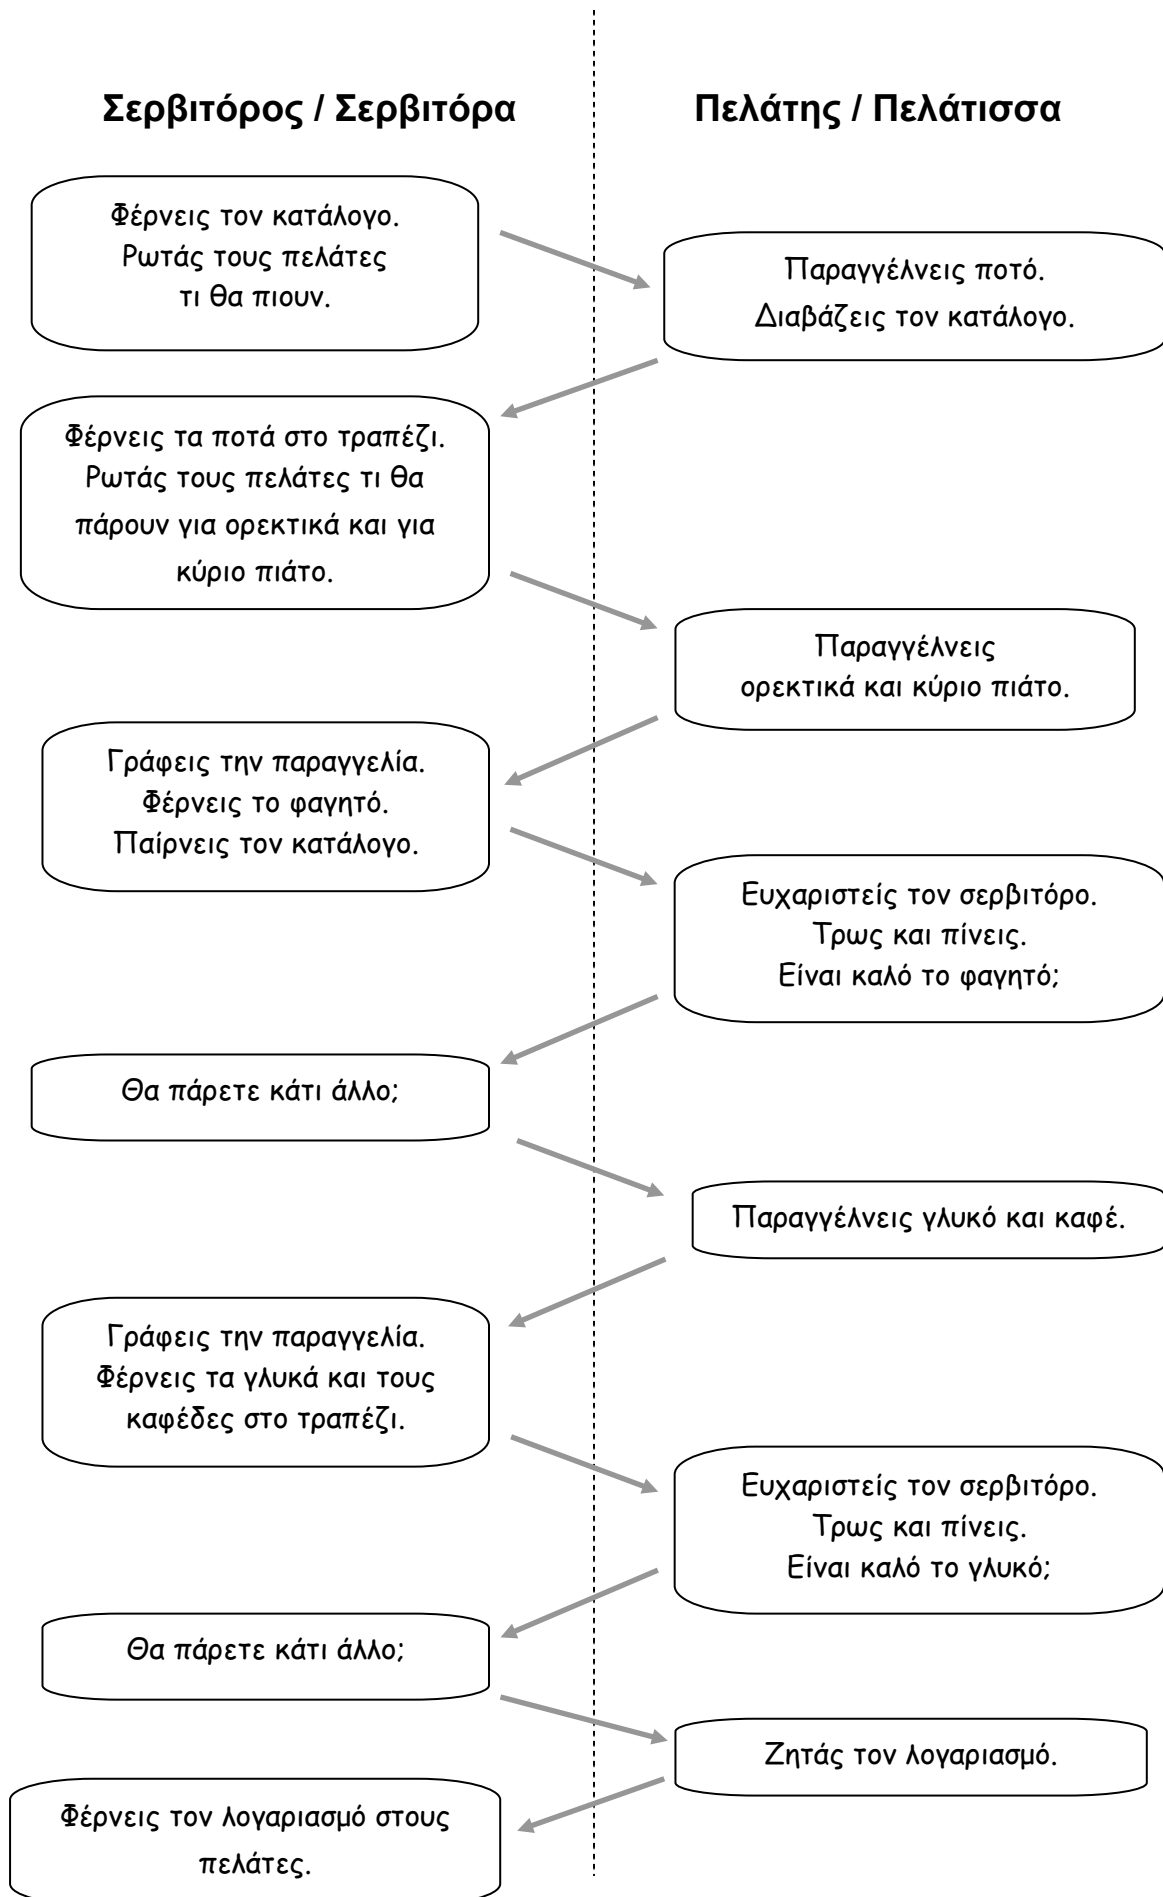 Σερβιτόρος / Σερβιτόρα
Πελάτης / Πελάτισσα
Φέρνεις τον κατάλογο.
Ρωτάς τους πελάτες
τι θα πιουν.
Παραγγέλνεις ποτό.
Διαβάζεις τον κατάλογο.
Φέρνεις τα ποτά στο τραπέζι.
Ρωτάς τους πελάτες τι θα
πάρουν για ορεκτικά και για
κύριο πιάτο.
Παραγγέλνεις
ορεκτικά και κύριο πιάτο.
Γράφεις την παραγγελία.
Φέρνεις το φαγητό.
Παίρνεις τον κατάλογο.
Ευχαριστείς τον σερβιτόρο.
Τρως και πίνεις.
Είναι καλό το φαγητό;
Θα πάρετε κάτι άλλο;
Παραγγέλνεις γλυκό και καφέ.
Γράφεις την παραγγελία.
Φέρνεις τα γλυκά και τους
καφέδες στο τραπέζι.
Ευχαριστείς τον σερβιτόρο.
Τρως και πίνεις.
Είναι καλό το γλυκό;
Θα πάρετε κάτι άλλο;
Ζητάς τον λογαριασμό.
Φέρνεις τον λογαριασμό στους
πελάτες.